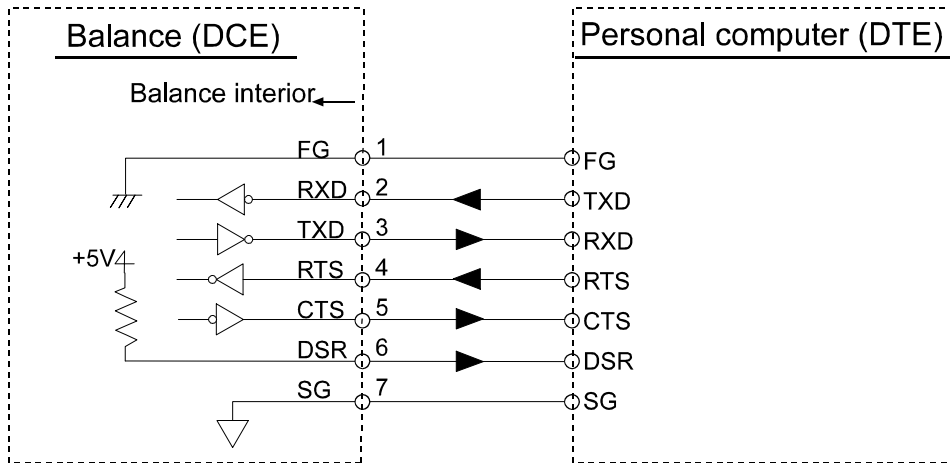 Balance (DCE) Personal computer (DTE)
Balance interior
FG 1 FG
RXD 2 TXD
TXD 3 RXD
+5V
RTS 4 RTS
CTS 5 CTS
DSR 6 DSR
SG 7 SG